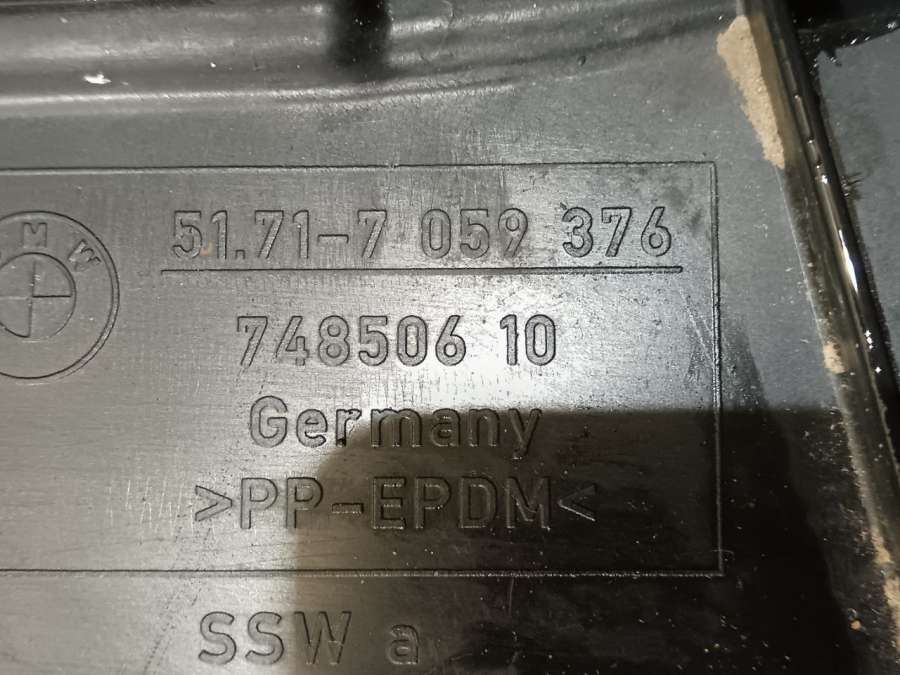 BMW
51.71-7 059 376
748506 10
Germany
>PP-EPDM<
SSW a